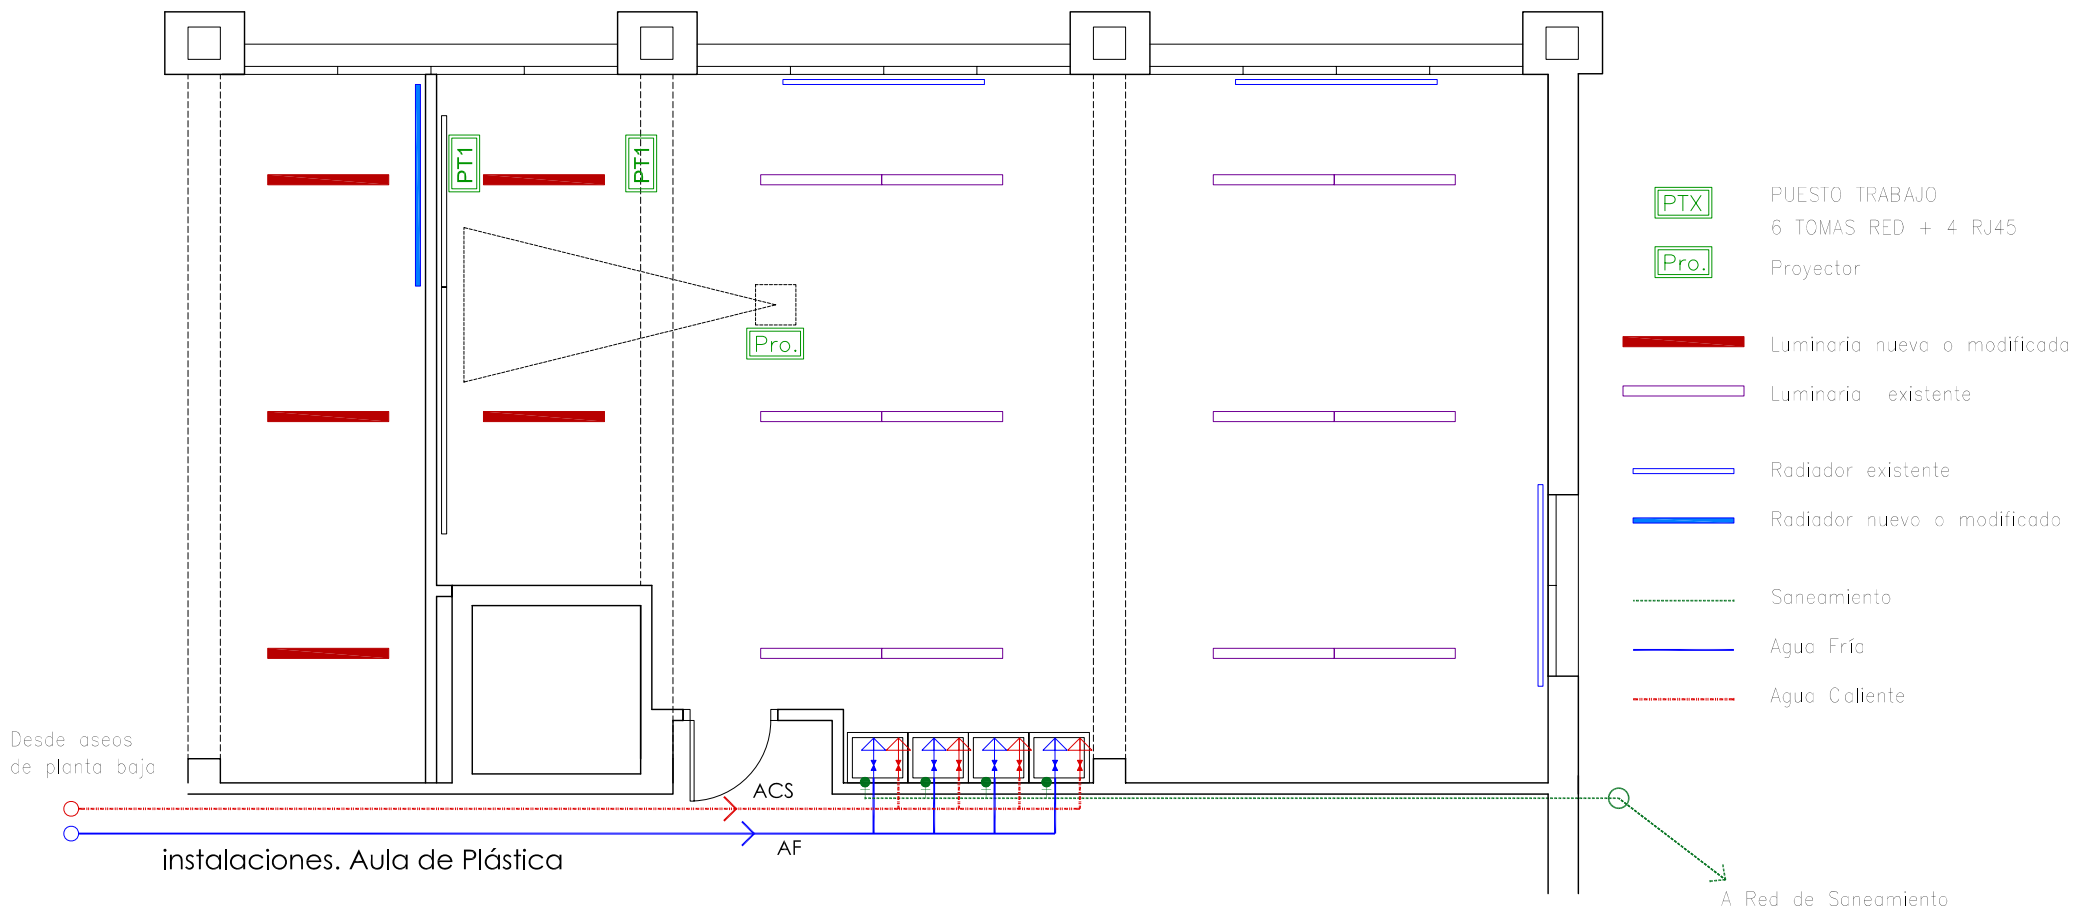 PT1
PT1
Pro.
PTX
PUESTO TRABAJO
6 TOMAS RED + 4 RJ45
Pro.
Proyector
Luminaria nueva o modificada
Luminaria existente
Radiador existente
Radiador nuevo o modificado
Saneamiento
Agua Fría
Agua Caliente
Desde aseos
de planta baja
ACS
AF
instalaciones. Aula de Plástica
A Red de Saneamiento